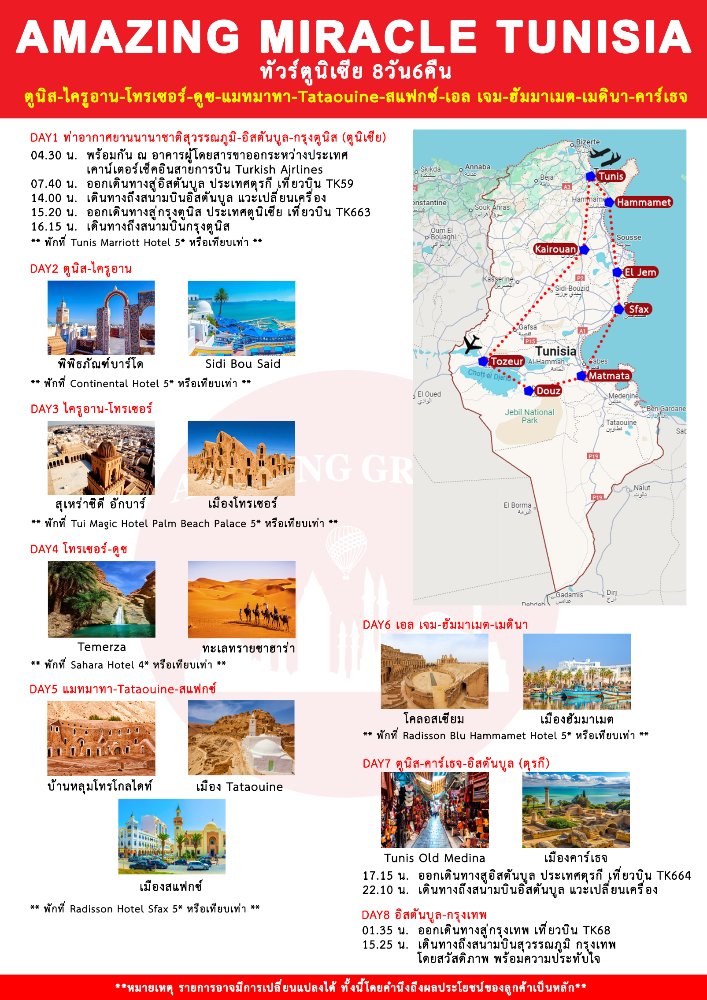 AMAZING MIRACLE TUNISIA
ทัวร์ตูนิเซีย 8วัน6คืน
ตูนิส-ไครูอาน-โทรเซอร์-ดูซ-แมทมาทา-Tataouine-สแฟกซ์-เอล เจม-ฮัมมาเมต-เมดินา-คาร์เธจ
DAY1 ท่าอากาศยานนานาชาติสุวรรณภูมิ-อิสตันบูล-กรุงตูนิส (ตูนิเซีย)
04.30 น. พร้อมกัน ณ อาคารผู้โดยสารขาออกระหว่างประเทศ
เคาน์เตอร์เช็คอินสายการบิน Turkish Airlines
07.40 น. ออกเดินทางสู่อิสตันบูล ประเทศตุรกี เที่ยวบิน TK59
14.00 น. เดินทางถึงสนามบินอิสตันบูล แวะเปลี่ยนเครื่อง
15.20 น. ออกเดินทางสู่กรุงตูนิส ประเทศตูนิเซีย เที่ยวบิน TK663
16.15 น. เดินทางถึงสนามบินกรุงตูนิส
** พักที่ Tunis Marriott Hotel 5* หรือเทียบเท่า **
DAY2 ตูนิส-ไครูอาน
พิพิธภัณฑ์บาร์โด
Sidi Bou Said
** พักที่ Continental Hotel 5* หรือเทียบเท่า **
DAY3 ไครูอาน-โทรเซอร์
สุเหร่าซิดี อักบาร์
เมืองโทรเซอร์
** พักที่ Tui Magic Hotel Palm Beach Palace 5* หรือเทียบเท่า **
DAY4 โทรเซอร์-ดูซ
Temerza
ทะเลทรายซาฮาร่า
** พักที่ Sahara Hotel 4* หรือเทียบเท่า **
DAY5 แมทมาทา-Tataouine-สแฟกซ์
บ้านหลุมโทรโกลไดท์
เมือง Tataouine
เมืองสแฟกซ์
** พักที่ Radisson Hotel Sfax 5* หรือเทียบเท่า **
Bizerte
بنزرت
Skikda
سكيكدة
Annaba
عنابة
Beja
باجة
A3
Tunis
Hammamet
Souk Ahras
سوق أهراس
Oum El
Bouaghi
أم البواقي
Sousse
سوسة
Kairouan
El Jem
Kasserine
القصرين
P2
Sidi Bouzid
سيدي بوزيد
Sfax
Gafsa
قفصة
A1
P15
Tunisia
Tozeur
Al-Hammah
الحامة
Gabes
قابس
Chott el Djerid
Matmata
Douz
El Oued
الوادي
Medenine
مدنين
Ben Gardane
بن قردان
Jebil National
Park
Tataouine
تطاوين
P19
Nalut
نالوت
P19
El Borma
البرمة
Gadamis
غدامس
Dirj
درج
DAY6 เอล เจม-ฮัมมาเมต-เมดินา
โคลอสเซียม
เมืองฮัมมาเมต
** พักที่ Radisson Blu Hammamet Hotel 5* หรือเทียบเท่า **
DAY7 ตูนิส-คาร์เธจ-อิสตันบูล (ตุรกี)
Tunis Old Medina
เมืองคาร์เธจ
17.15 น. ออกเดินทางสูอิสตันบูล ประเทศตุรกี เที่ยวบิน TK664
22.10 น. เดินทางถึงสนามบินอิสตันบูล แวะเปลี่ยนเครื่อง
DAY8 อิสตันบูล-กรุงเทพ
01.35 น. ออกเดินทางสู่กรุงเทพ เที่ยวบิน TK68
15.25 น. เดินทางถึงสนามบินสุวรรณภูมิ กรุงเทพ
โดยสวัสดิภาพ พร้อมความประทับใจ
**หมายเหตุ รายการอาจมีการเปลี่ยนแปลงได้ ทั้งนี้โดยคำนึงถึงผลประโยชน์ของลูกค้าเป็นหลัก**